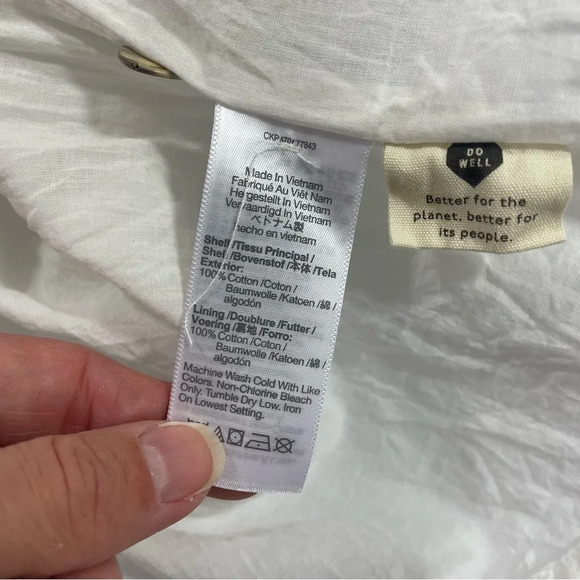 Made In Vietnam
Fabriqué Au Viêt Nam
Hergestellt In Vietnam
Vervaardigd In Vietnam
ベトナム製
hecho en vietnam
Shell /Tissu Principal /
Shell /Bovenstof /本体 /Tela
Exterior:
100% Cotton /Coton /
Baumwolle /Katoen /綿 /
algodón
Lining /Doublure /Futter /
Voering /裏地 /Forro:
100% Cotton /Coton /
Baumwolle /Katoen /綿 /
algodón
Machine Wash Cold With Like
Colors. Non-Chlorine Bleach
Only. Tumble Dry Low. Iron
On Lowest Setting.
DO
WELL
Better for the
planet, better for
its people.